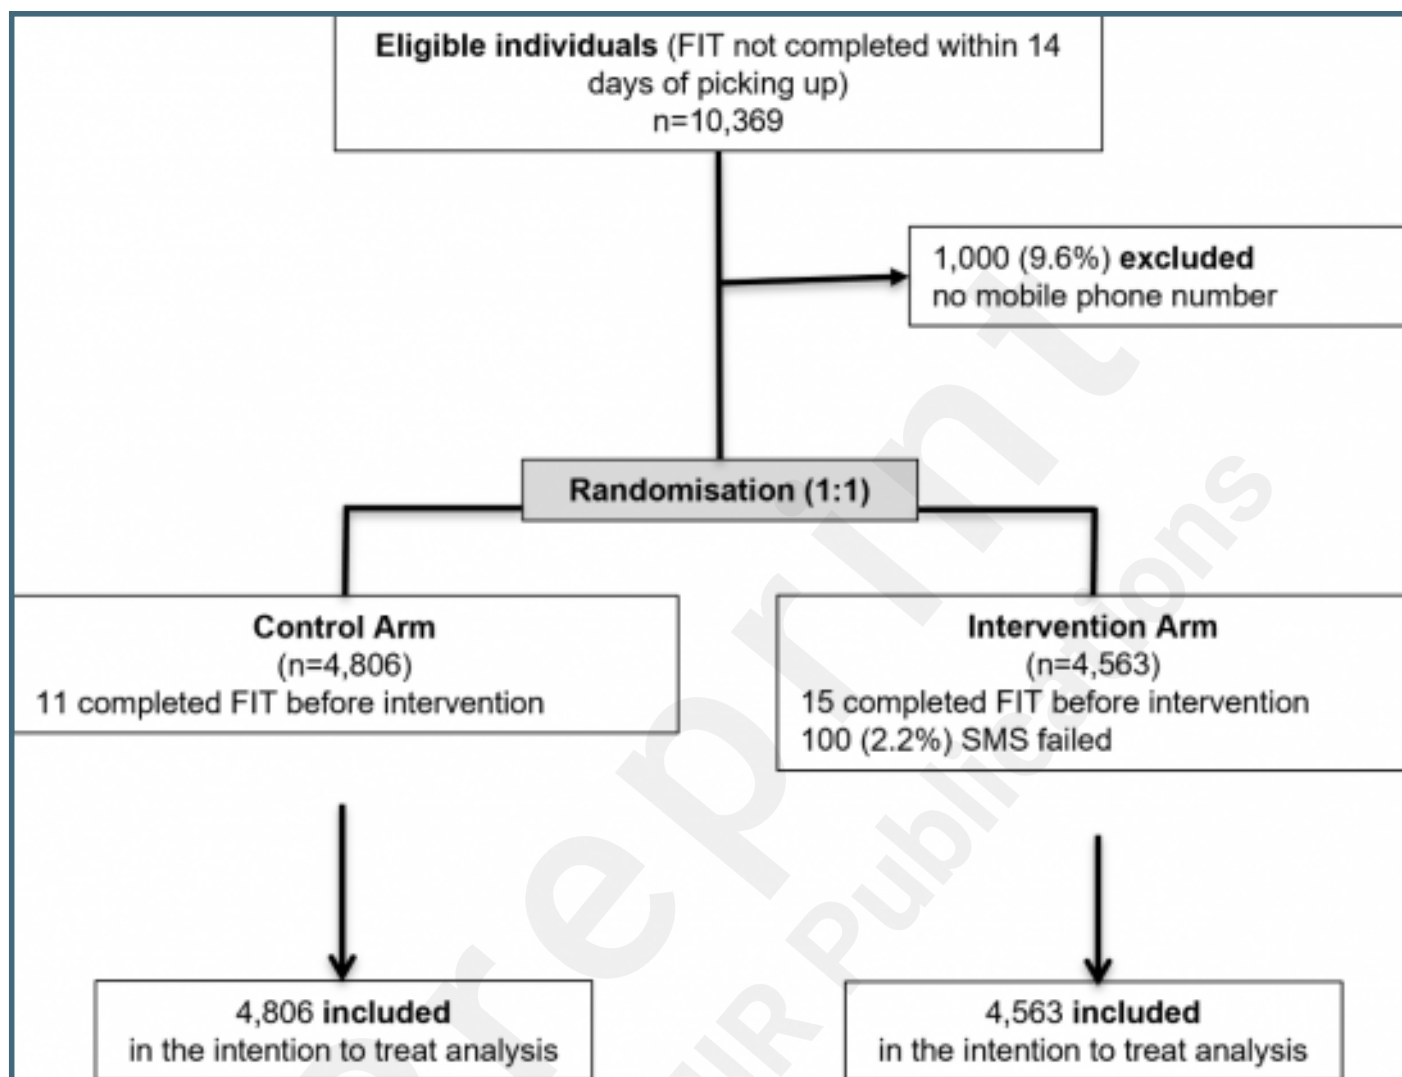 Eligible individuals (FIT not completed within 14
days of picking up)
n=10,369
1,000 (9.6%) excluded
no mobile phone number
Randomisation (1:1)
Control Arm
(n=4,806)
11 completed FIT before intervention
Intervention Arm
(n=4,563)
15 completed FIT before intervention
100 (2.2%) SMS failed
4,806 included
in the intention to treat analysis
4,563 included
in the intention to treat analysis
Preprint
JMIR Publications